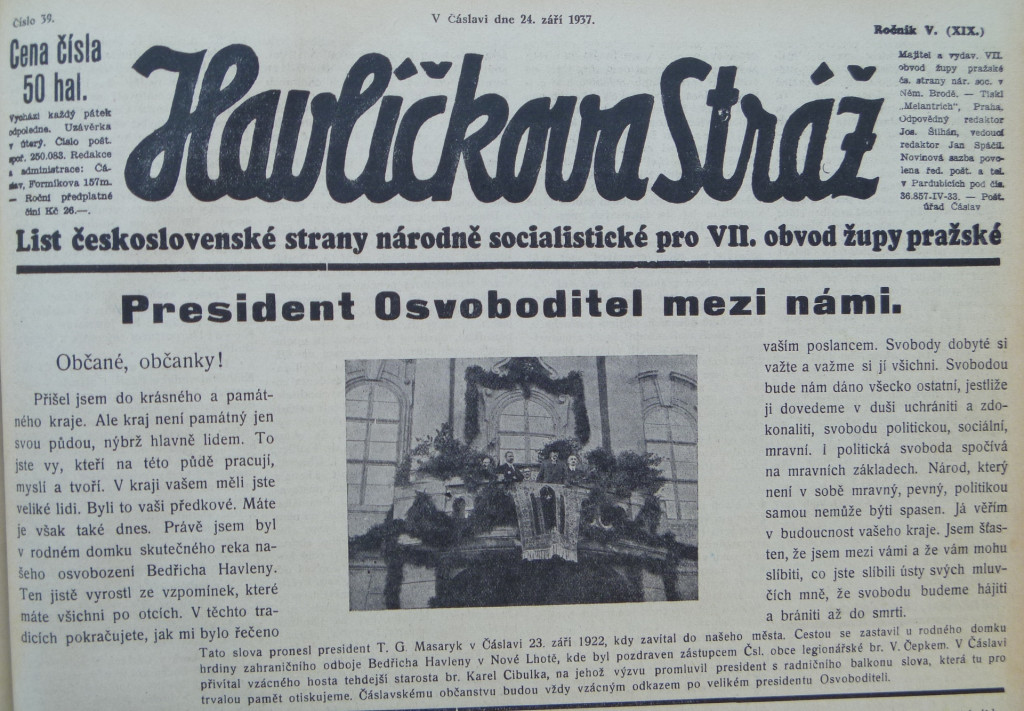 Číslo 39.
V Čáslavi dne 24. září 1937.
Ročník V. (XIX.)
Cena čísla
50 hal.
Vychází každý pátek
odpoledne. Uzávěrka
v úterý. Číslo pošt.
spoř. 250.083. Redakce
a administrace: Čá-
slav, Formíkova 157m.
— Roční předplatné
činí Kč 26.—.
Havlíčkova Stráž
Majitel a vydav. VII.
obvod župy pražské
čs. strany nár. soc. v
Něm. Brodě. — Tiskl
„Melantrich", Praha.
Odpovědný redaktor
Jos. Šlihán, vedoucí
redaktor Jan Spáčil.
Novinová sazba povo-
lena řed. pošt. a tel.
v Pardubicích pod čís.
36.857-IV-33. — Pošt.
úřad Čáslav
List československé strany národně socialistické pro VII. obvod župy pražské
President Osvoboditel mezi námi.
Občané, občanky!
Přišel jsem do krásného a památ-
ného kraje. Ale kraj není památný jen
svou půdou, nýbrž hlavně lidem. To
jste vy, kteří na této půdě pracují,
myslí a tvoří. V kraji vašem měli jste
veliké lidi. Byli to vaši předkové. Máte
je však také dnes. Právě jsem byl
v rodném domku skutečného reka na-
šeho osvobození Bedřicha Havleny.
Ten jistě vyrostl ze vzpomínek, které
máte všichni po otcích. V těchto tra-
dicích pokračujete, jak mi bylo řečeno
vaším poslancem. Svobody dobyté si
važte a važme si jí všichni. Svobodou
bude nám dáno všecko ostatní, jestliže
ji dovedeme v duši uchrániti a zdo-
konaliti, svobodu politickou, sociální,
mravní. I politická svoboda spočívá
na mravních základech. Národ, který
není v sobě mravný, pevný, politikou
samou nemůže býti spasen. Já věřím
v budoucnost vašeho kraje. Jsem šťas-
ten, že jsem mezi vámi a že vám mohu
slíbiti, co jste slíbili ústy svých mluv-
čích mně, že svobodu budeme hájiti
a brániti až do smrti.
Tato slova pronesl president T. G. Masaryk v Čáslavi 23. září 1922, kdy zavítal do našeho města. Cestou se zastavil u rodného domku
hrdiny zahraničního odboje Bedřicha Havleny v Nové Lhotě, kde byl pozdraven zástupcem Čsl. obce legionářské br. V. Čepkem. V Čáslavi
přivítal vzácného hosta tehdejší starosta br. Karel Cibulka, na jehož výzvu promluvil president s radničního balkonu slova, která tu pro
trvalou pamět otiskujeme. Čáslavskému občanstvu budou vždy vzácným odkazem po velikém presidentu Osvoboditeli.